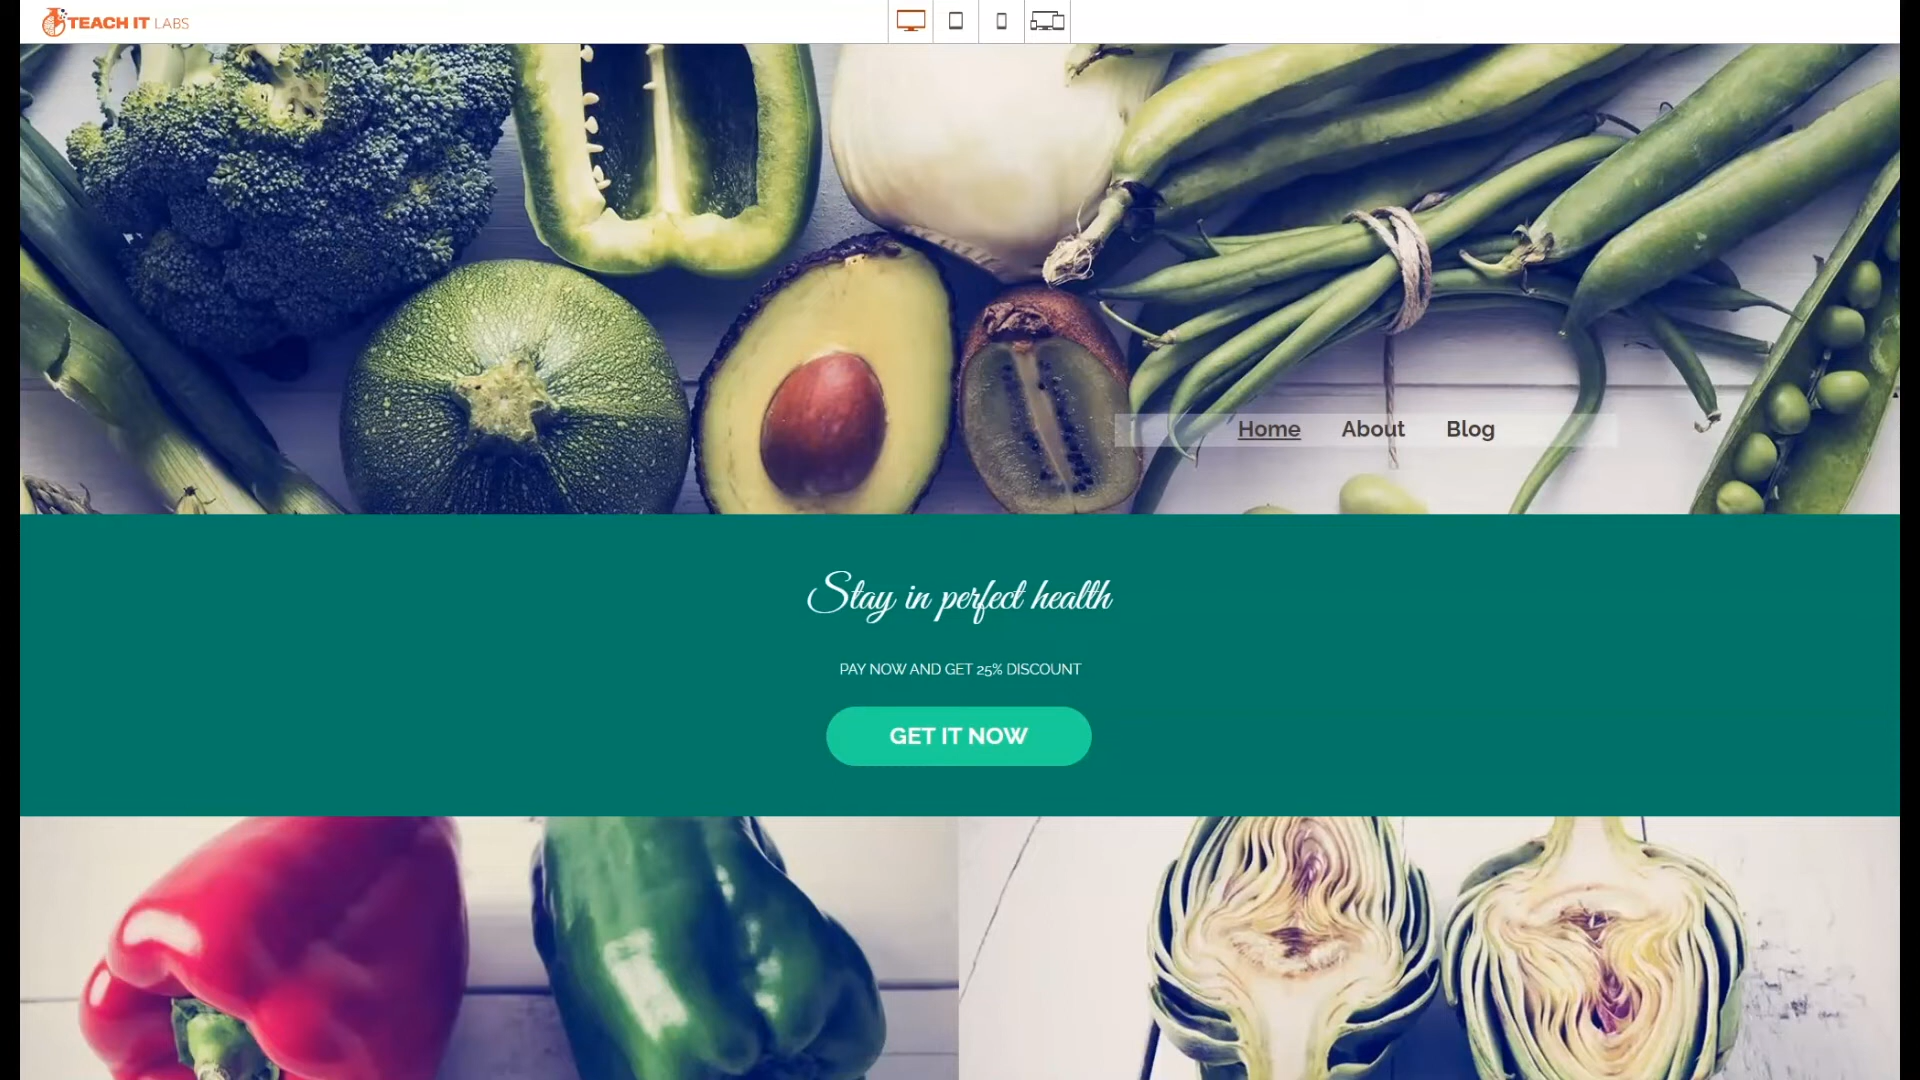 TEACH IT LABS
Home About Blog
Stay in perfect health
PAY NOW AND GET 25% DISCOUNT
GET IT NOW